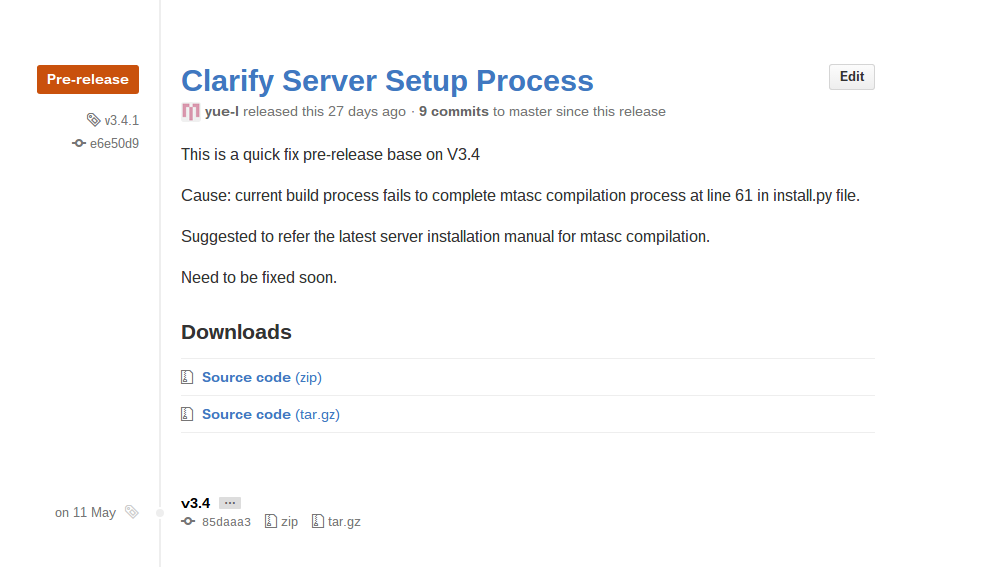 Pre-release
v3.4.1
e6e50d9
Clarify Server Setup Process
Edit
yue-l released this 27 days ago · 9 commits to master since this release
This is a quick fix pre-release base on V3.4
Cause: current build process fails to complete mtasc compilation process at line 61 in install.py file.
Suggested to refer the latest server installation manual for mtasc compilation.
Need to be fixed soon.
Downloads
Source code (zip)
Source code (tar.gz)
on 11 May
v3.4 ...
85daaa3 zip tar.gz